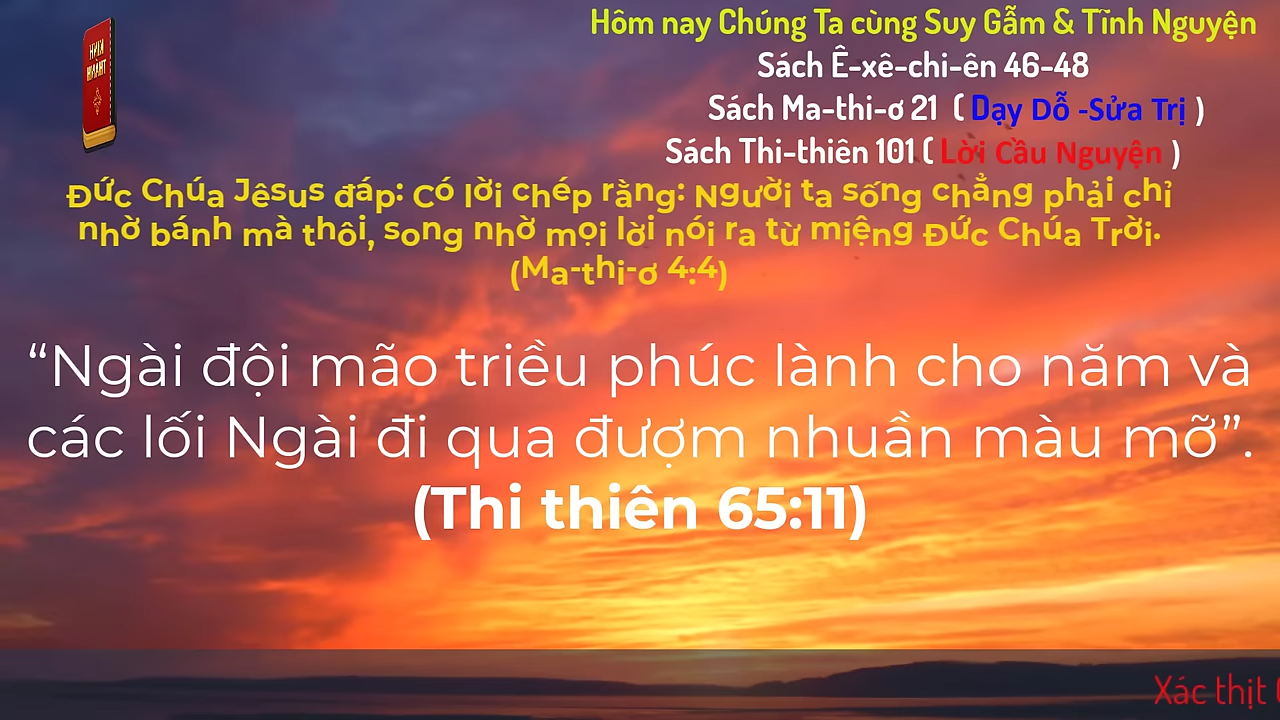 Hôm nay Chúng Ta cùng Suy Gẫm & Tĩnh Nguyện
Sách Ê-xê-chi-ên 46-48
Sách Ma-thi-ơ 21 ( Dạy Dỗ -Sửa Trị )
Sách Thi-thiên 101 ( Lời Cầu Nguyện )
KINH
THÁNH
Đức Chúa Jêsus đáp: Có lời chép rằng: Người ta sống chẳng phải chỉ
nhờ bánh mà thôi, song nhờ mọi lời nói ra từ miệng Đức Chúa Trời.
(Ma-thi-ơ 4:4)
“Ngài đội mão triều phúc lành cho năm và
các lối Ngài đi qua đượm nhuần màu mỡ”.
(Thi thiên 65:11)
Xác thịt